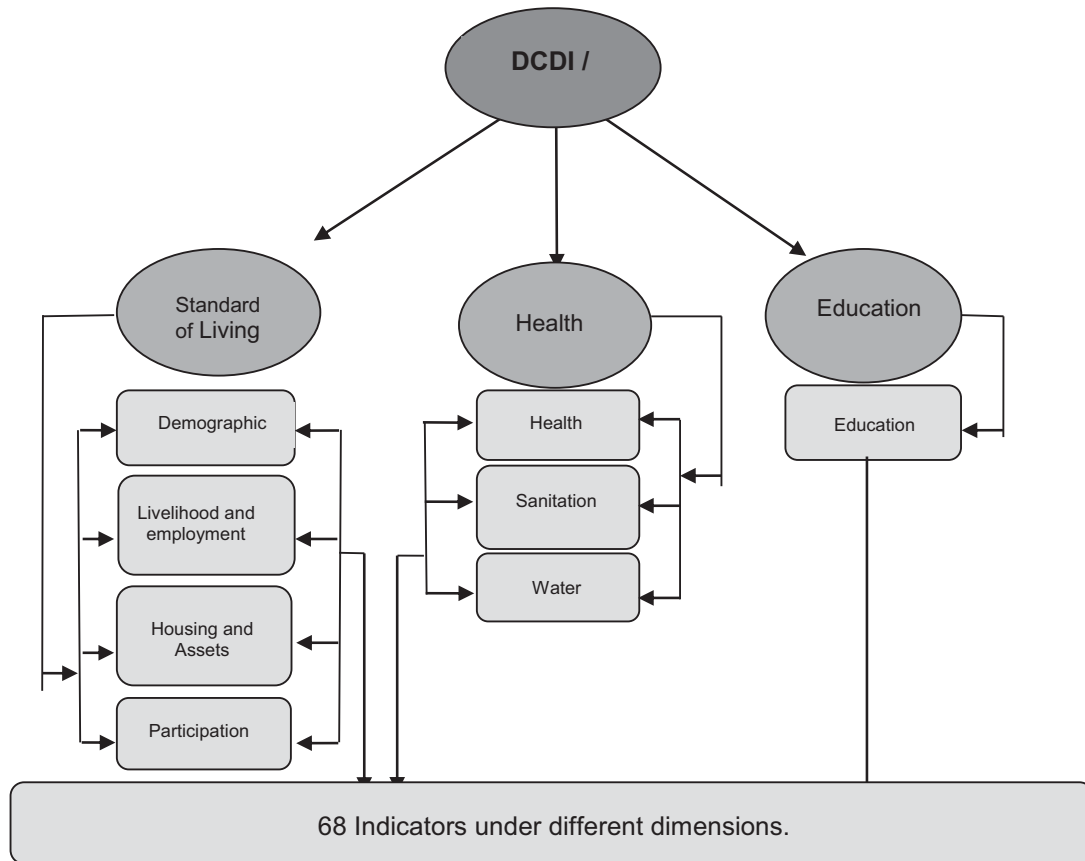 DCDI /
Standard
of Living
Health
Education
Demographic
Livelihood and
employment
Housing and
Assets
Participation
Health
Sanitation
Water
Education
68 Indicators under different dimensions.